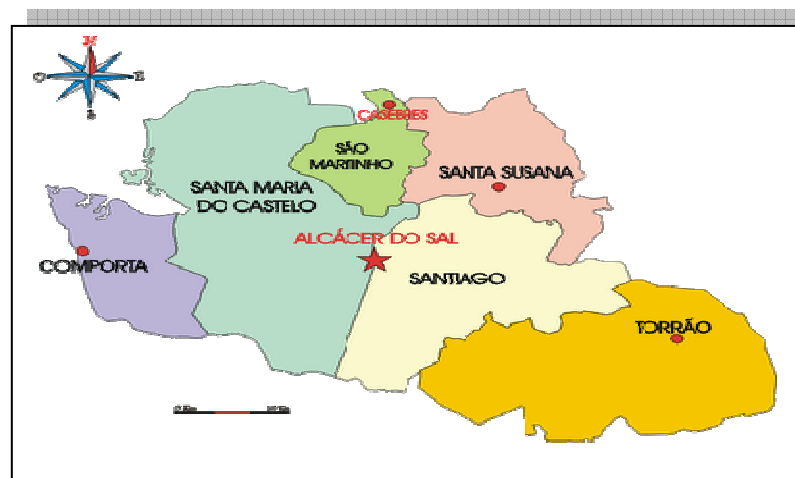 N
O
E
S
CASEBRES
SÃO
MARTINHO
SANTA SUSANA
SANTA MARIA
DO CASTELO
ALCÁCER DO SAL
COMPORTA
SANTIAGO
TORRÃO